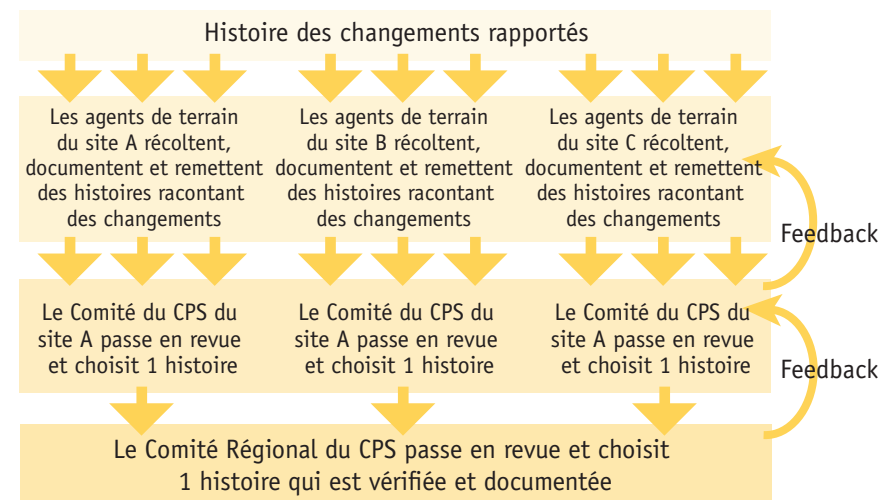 Histoire des changements rapportés
Les agents de terrain
du site A récoltent,
documentent et remettent
des histoires racontant
des changements
Les agents de terrain
du site B récoltent,
documentent et remettent
des histoires racontant
des changements
Les agents de terrain
du site C récoltent,
documentent et remettent
des histoires racontant
des changements
Feedback
Le Comité du CPS du
site A passe en revue
et choisit 1 histoire
Le Comité du CPS du
site A passe en revue
et choisit 1 histoire
Le Comité du CPS du
site A passe en revue
et choisit 1 histoire
Feedback
Le Comité Régional du CPS passe en revue et choisit
1 histoire qui est vérifiée et documentée